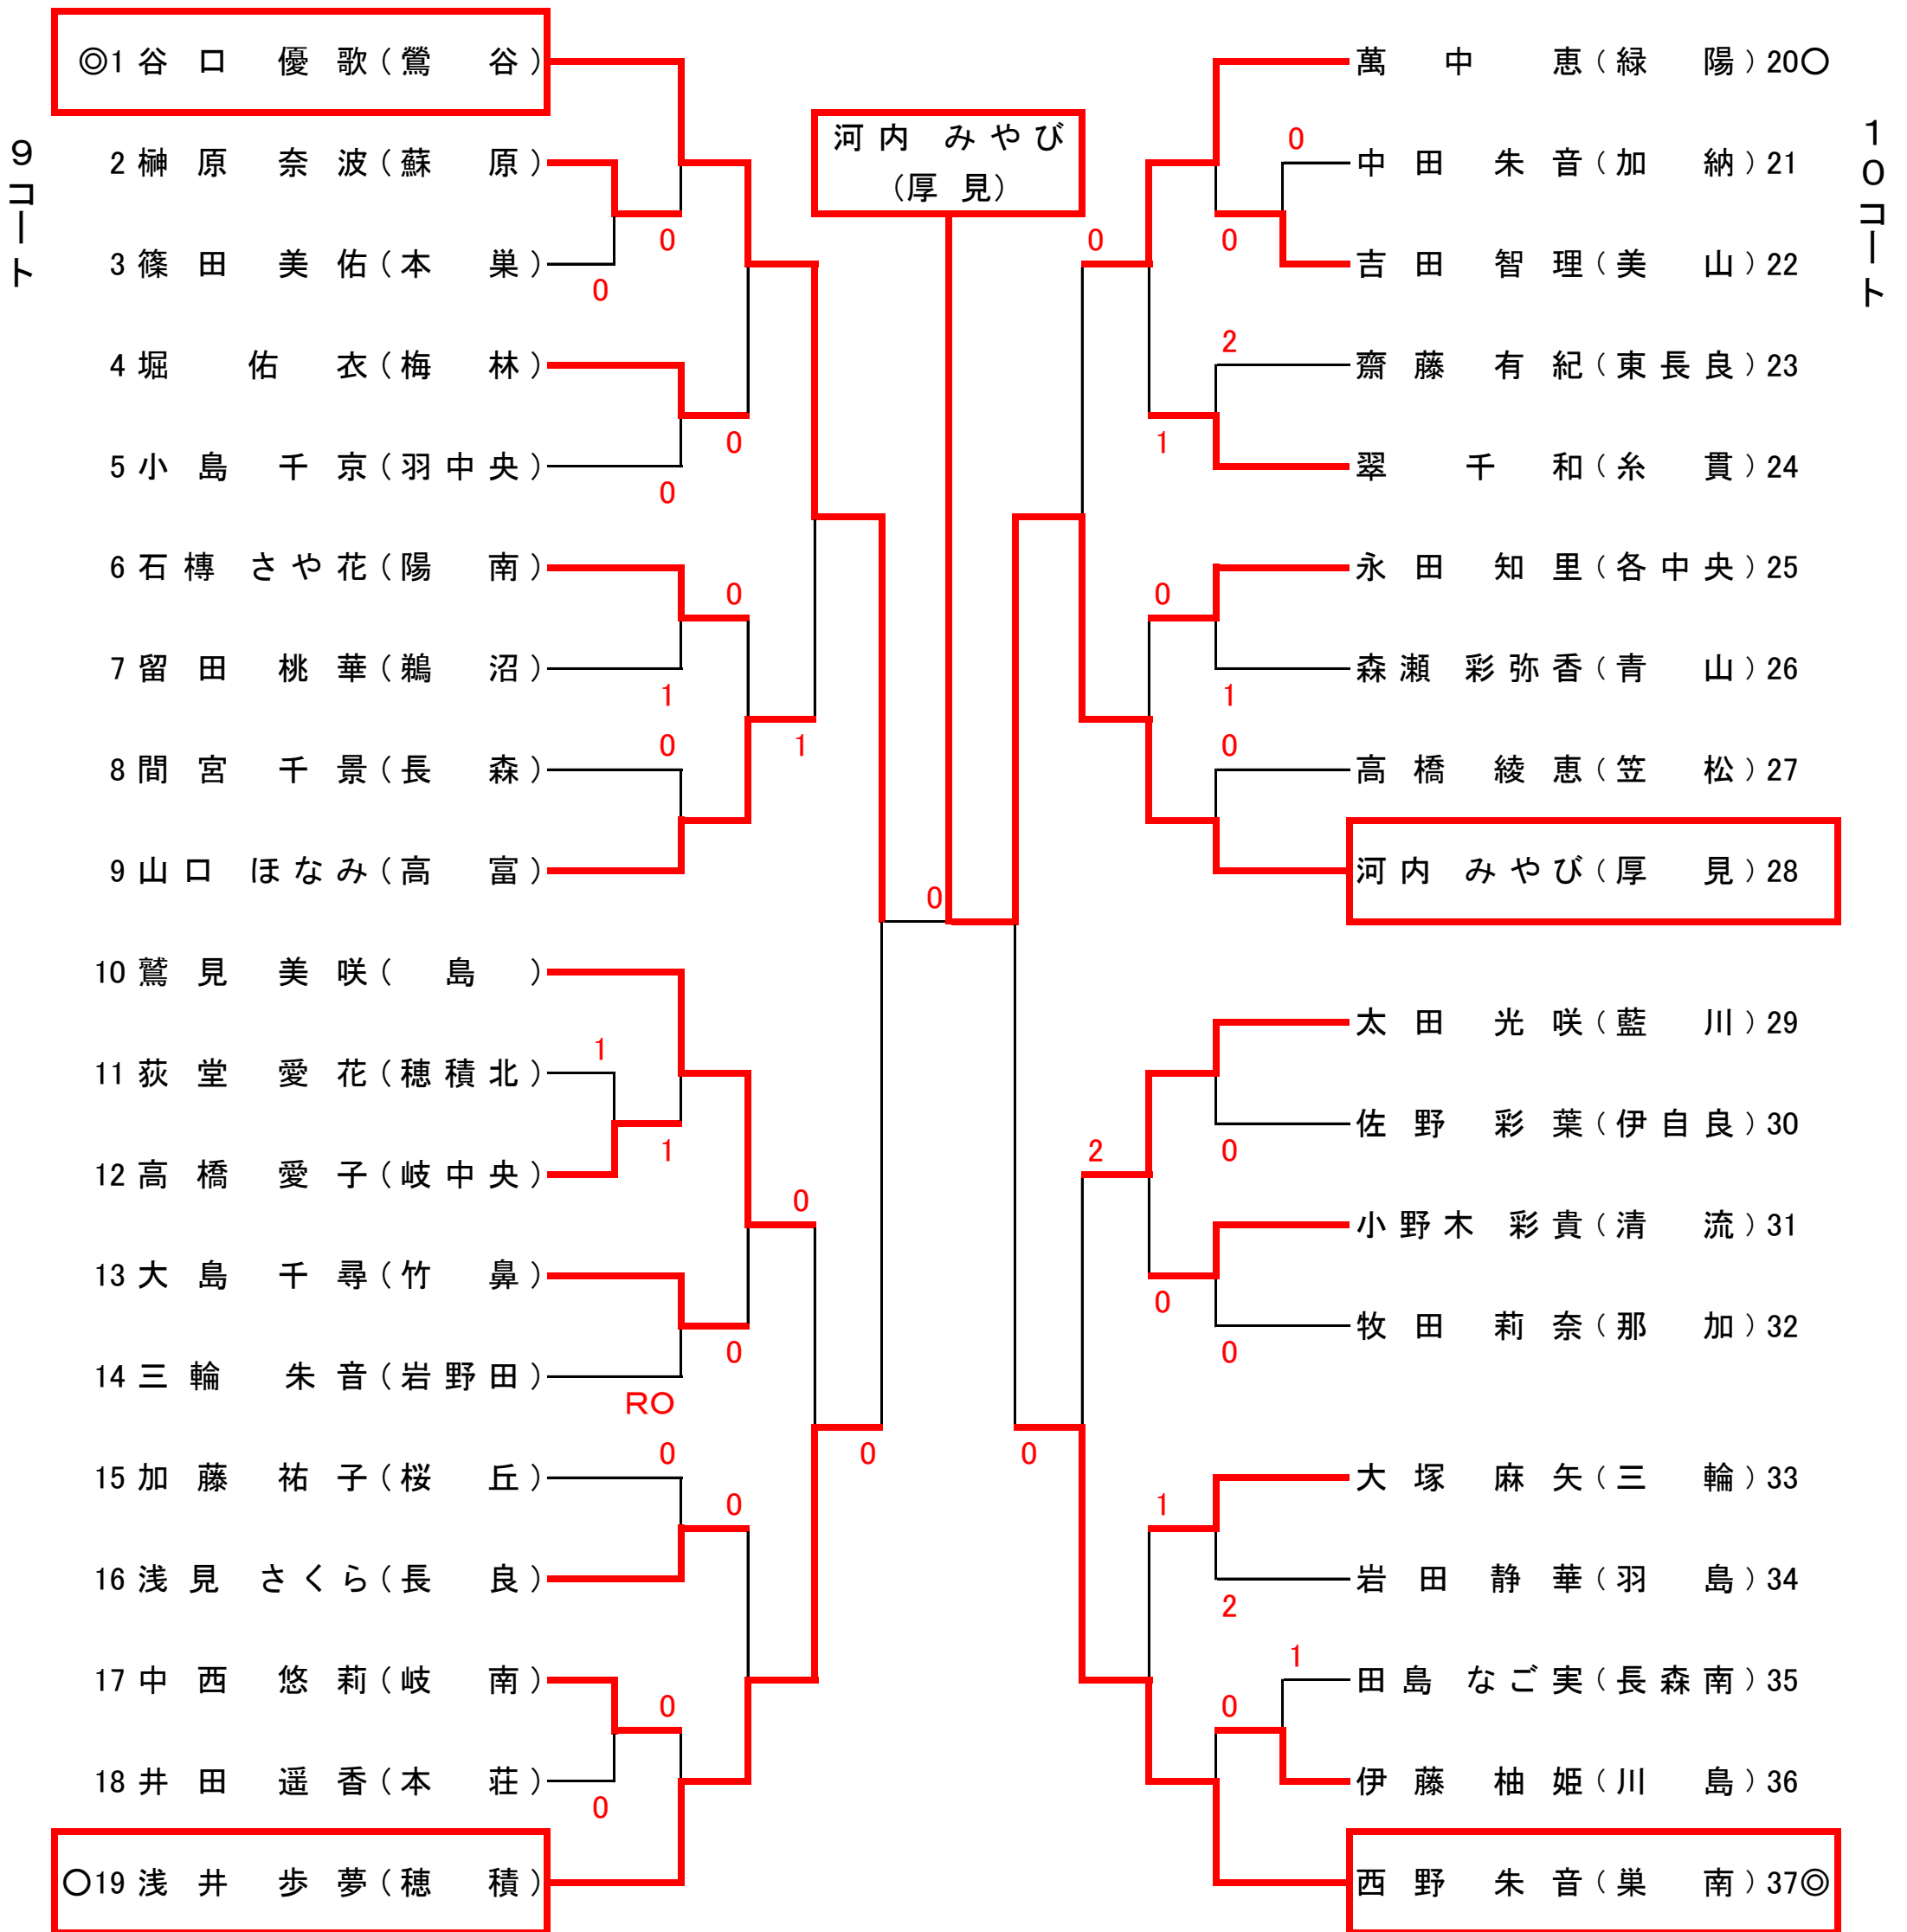 9コート
◎1 谷口 優歌(鶯谷)
2 榊原 奈波(蘇原)
0
3 篠田 美佑(本巣)
0
4 堀 佑衣(梅林)
0
5 小島 千京(羽中央)
0
6 石榑 さや花(陽南)
0
7 留田 桃華(鵜沼)
1
0
1
8 間宮 千景(長森)
9 山口 ほなみ(高富)
10 鷲見 美咲(島)
1
11 荻堂 愛花(穂積北)
1
12 高橋 愛子(岐中央)
0
13 大島 千尋(竹鼻)
0
14 三輪 朱音(岩野田)
RO
0
0
15 加藤 祐子(桜丘)
0
16 浅見 さくら(長良)
17 中西 悠莉(岐南)
0
18 井田 遥香(本荘)
0
○19 浅井 歩夢(穂積)
河内 みやび
(厚見)
0
10コート
萬中 恵(緑陽)20○
0
中田 朱音(加納)21
0
0
吉田 智理(美山)22
2
齋藤 有紀(東長良)23
1
翠 千和(糸貫)24
永田 知里(各中央)25
0
森瀬 彩弥香(青山)26
1
0
高橋 綾恵(笠松)27
河内 みやび(厚見)28
太田 光咲(藍川)29
佐野 彩葉(伊自良)30
2
0
小野木 彩貴(清流)31
0
牧田 莉奈(那加)32
0
0
大塚 麻矢(三輪)33
1
岩田 静華(羽島)34
2
1
田島 なご実(長森南)35
0
伊藤 柚姫(川島)36
西野 朱音(巣南)37◎